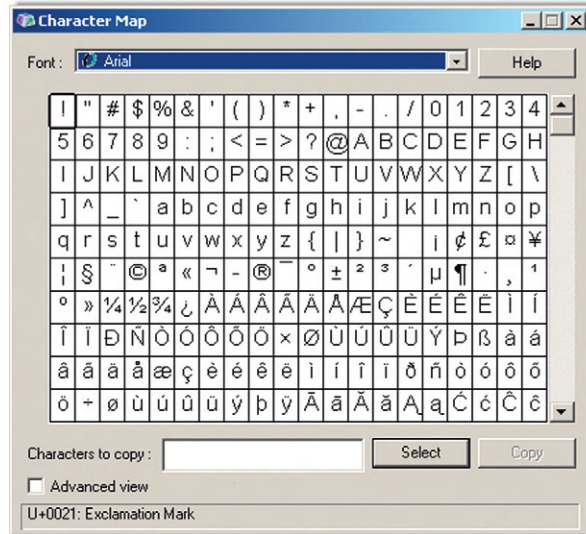 Character Map
Font : Arial Help
! " # $ % & ' ( ) * + , - . / 0 1 2 3 4
5 6 7 8 9 : ; < = > ? @ A B C D E F G H
I J K L M N O P Q R S T U V W X Y Z [ \
] ^ _ ` a b c d e f g h i j k l m n o p
q r s t u v w x y z { | } ~ ¡ ¢ £ ¤ ¥
¦ § ¨ © ª « ¬ - ® ¯ ° ± ² ³ ´ µ ¶ · ¸ ¹
º » ¼ ½ ¾ ¿ À Á Â Ã Ä Å Æ Ç È É Ê Ë Ì Í
Î Ï Ð Ñ Ò Ó Ô Õ Ö × Ø Ù Ú Û Ü Ý Þ ß à á
â ã ä å æ ç è é ê ë ì í î ï ð ñ ò ó ô õ
ö ÷ ø ù ú û ü ý þ ÿ Ā ā Ă ă Ą ą Ć ć Ĉ ĉ
Characters to copy : Select Copy
Advanced view
U+0021: Exclamation Mark